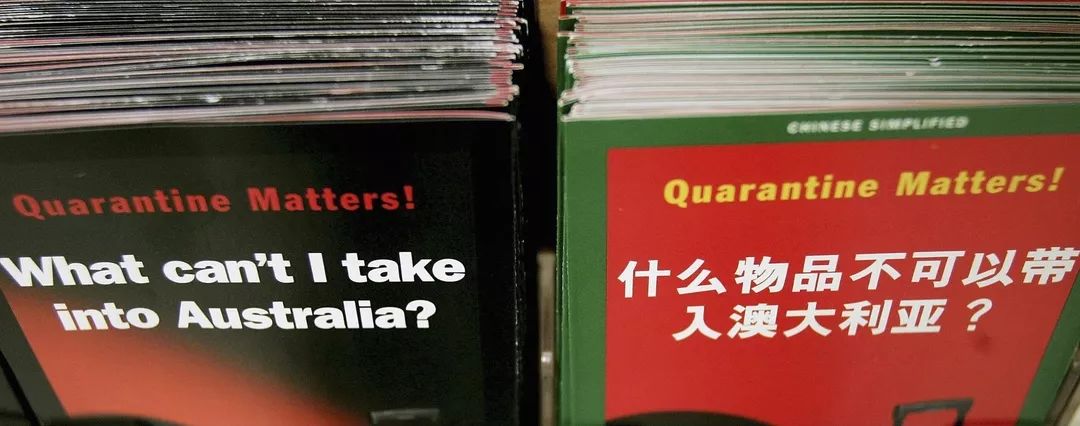 Quarantine Matters!
What can't I take
into Australia?
CHINESE SIMPLIFIED
Quarantine Matters!
什么物品不可以带
入澳大利亚？